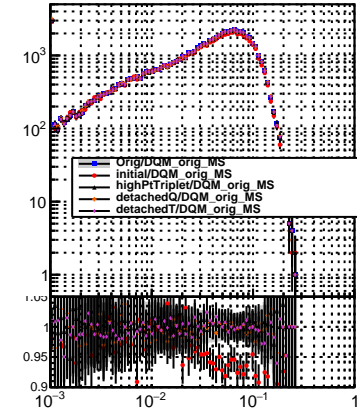 10³
10²
Orig/DQM_orig_MS
initial/DQM_orig_MS
highPtTriplet/DQM_orig_MS
detachedQ/DQM_orig_MS
detachedT/DQM_orig_MS
10
1
1.05
1
0.95
0.9
10⁻³ 10⁻² 10⁻¹ 1